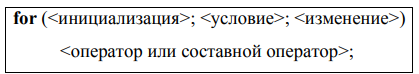 for (<инициализация>; <условие>; <изменение>)
<оператор или составной оператор>;